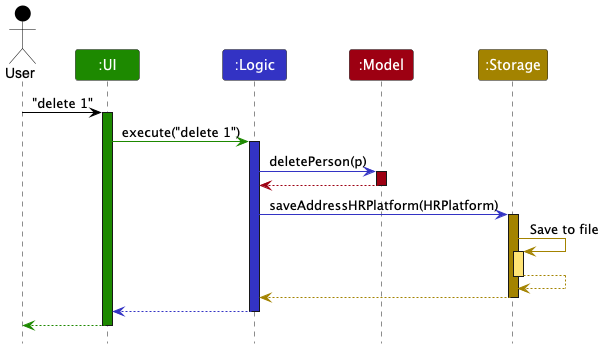 User
:UI
:Logic
:Model
:Storage
"delete 1"
execute("delete 1")
deletePerson(p)
saveAddressHRPlatform(HRPlatform)
Save to file